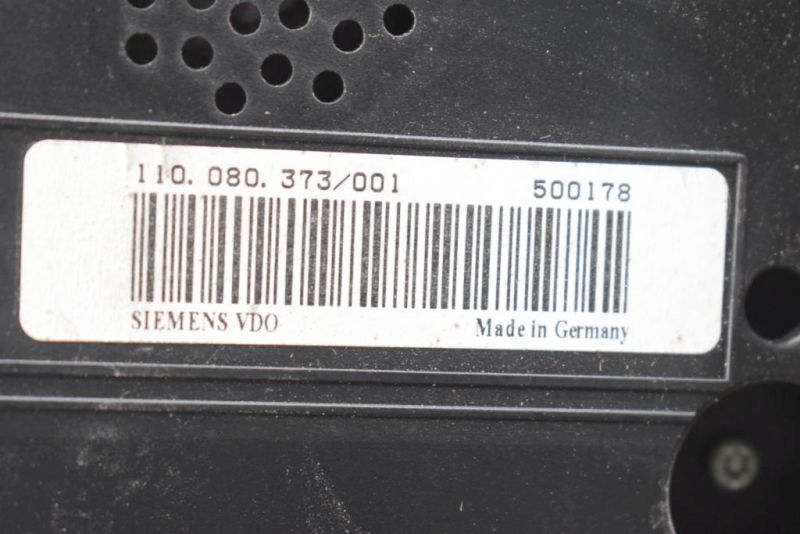 110.080.373/001 500178
SIEMENS VDO Made in Germany